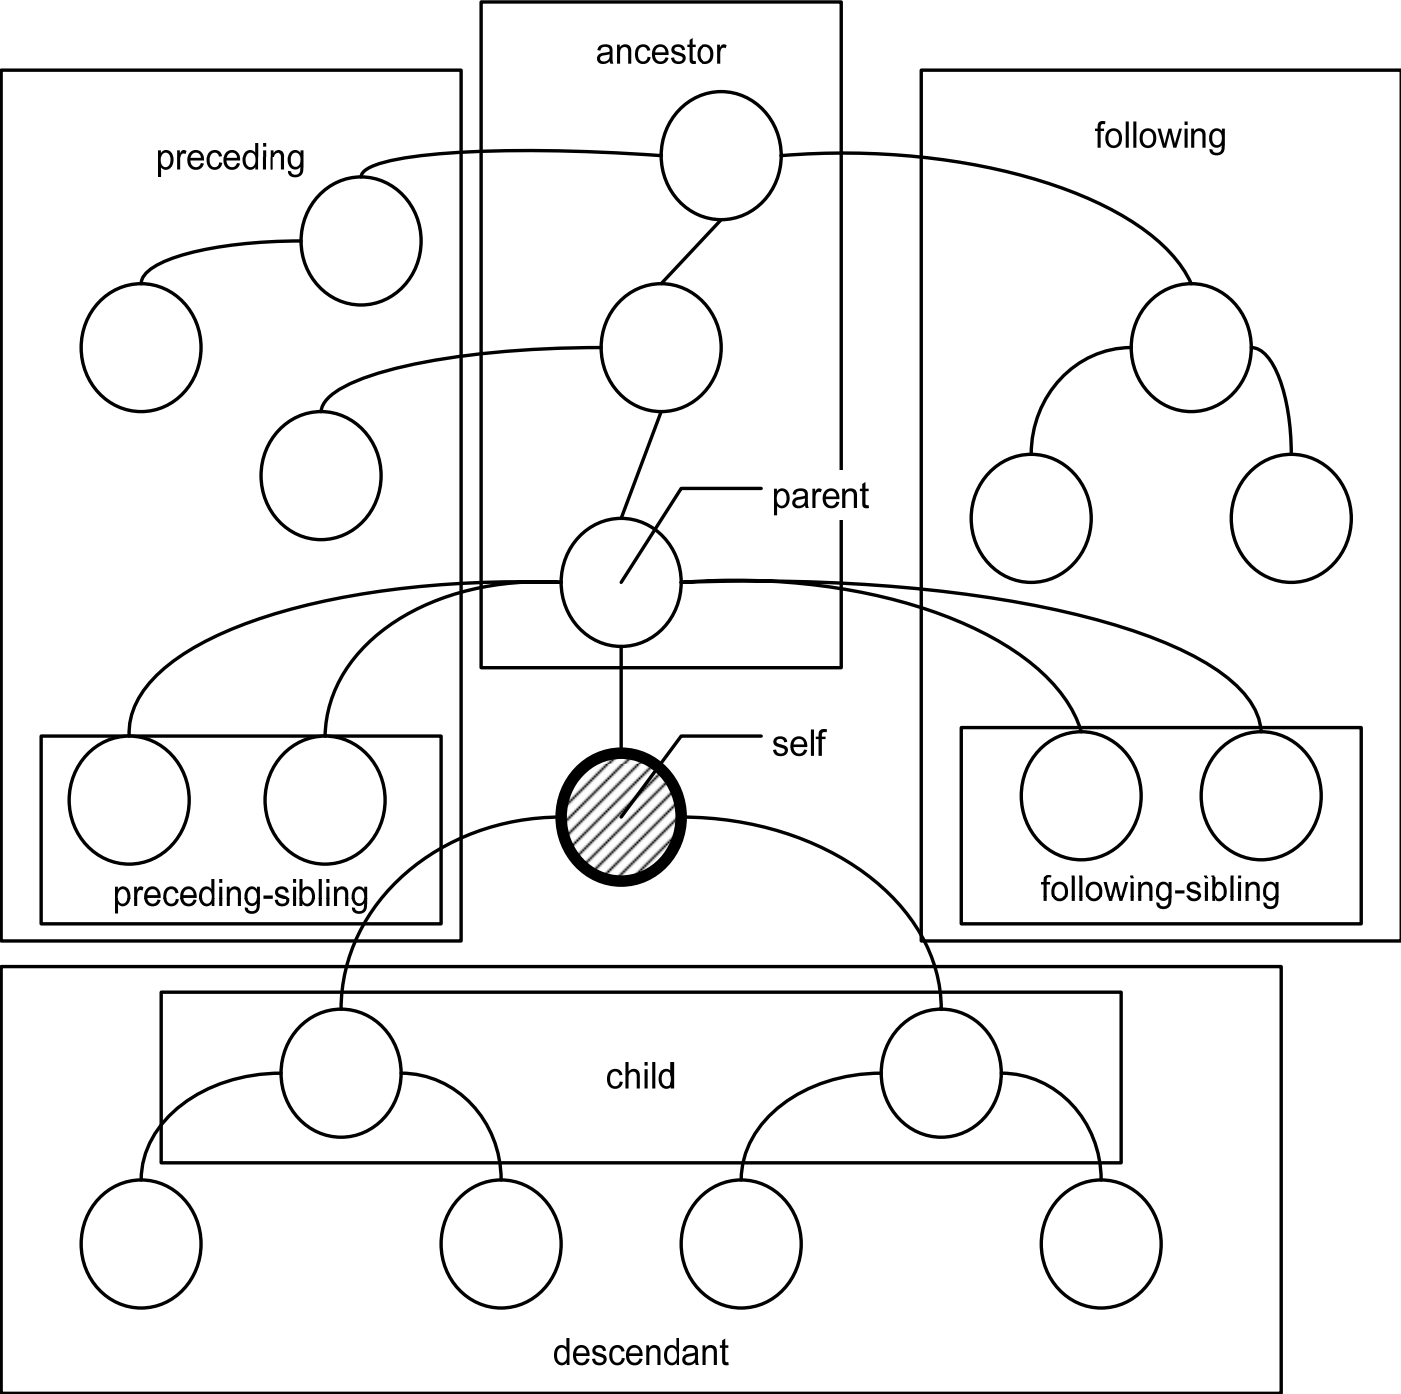 ancestor
preceding
following
parent
self
preceding-sibling
following-sibling
child
descendant